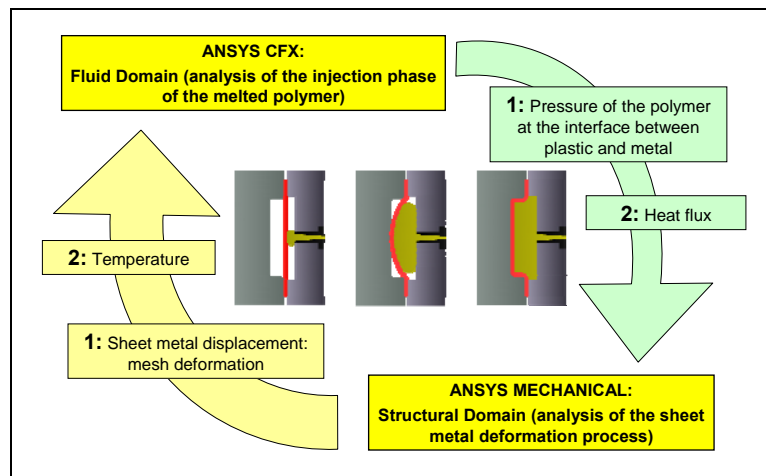 ANSYS CFX:
Fluid Domain (analysis of the injection phase
of the melted polymer)
1: Pressure of the polymer
at the interface between
plastic and metal
2: Heat flux
2: Temperature
1: Sheet metal displacement:
mesh deformation
ANSYS MECHANICAL:
Structural Domain (analysis of the sheet
metal deformation process)